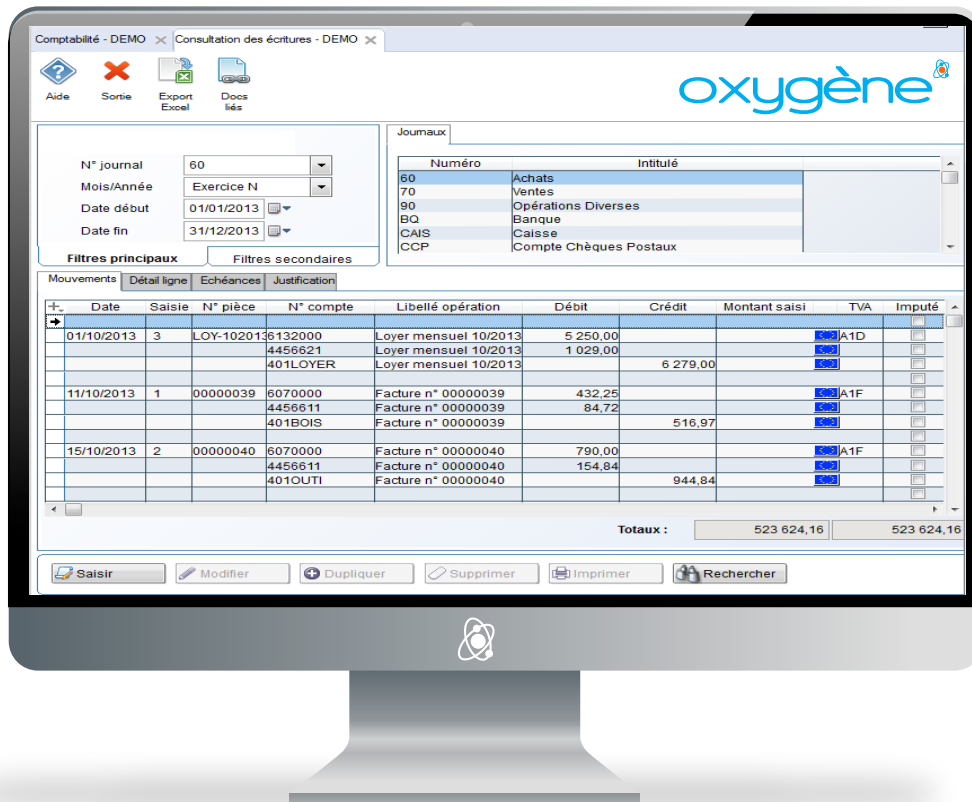 Comptabilité - DEMO Consultation des écritures - DEMO
Aide Sortie Export Excel Docs liés
oxygène
N° journal 60
Mois/Année Exercice N
Date début 01/01/2013
Date fin 31/12/2013
Filtres principaux Filtres secondaires
Journaux
Numéro Intitulé
60 Achats
70 Ventes
90 Opérations Diverses
BQ Banque
CAIS Caisse
CCP Compte Chèques Postaux
Mouvements Détail ligne Echéances Justification
Date Saisie N° pièce N° compte Libellé opération Débit Crédit Montant saisi TVA Imputé
01/10/2013 3 LOY-102013 6132000 Loyer mensuel 10/2013 5 250,00 A1D
4456621 Loyer mensuel 10/2013 1 029,00
401LOYER Loyer mensuel 10/2013 6 279,00
11/10/2013 1 00000039 6070000 Facture n° 00000039 432,25 A1F
4456611 Facture n° 00000039 84,72
401BOIS Facture n° 00000039 516,97
15/10/2013 2 00000040 6070000 Facture n° 00000040 790,00 A1F
4456611 Facture n° 00000040 154,84
401OUTI Facture n° 00000040 944,84
Totaux : 523 624,16 523 624,16
Saisir Modifier Dupliquer Supprimer Imprimer Rechercher